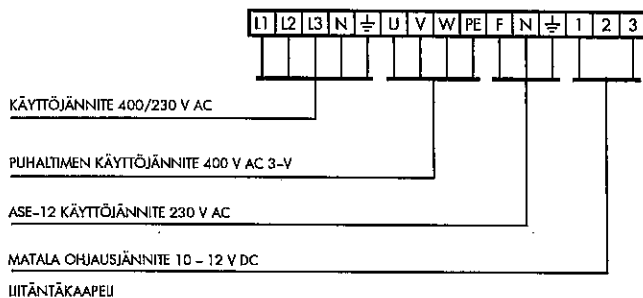 L1 L2 L3 N ⏚ U V W PE F N ⏚ 1 2 3
KÄYTTÖJÄNNITE 400/230 V AC
PUHALTIMEN KÄYTTÖJÄNNITE 400 V AC 3-V
ASE-12 KÄYTTÖJÄNNITE 230 V AC
MATALA OHJAUSJÄNNITE 10 - 12 V DC
LIITÄNTÄKAAPELI